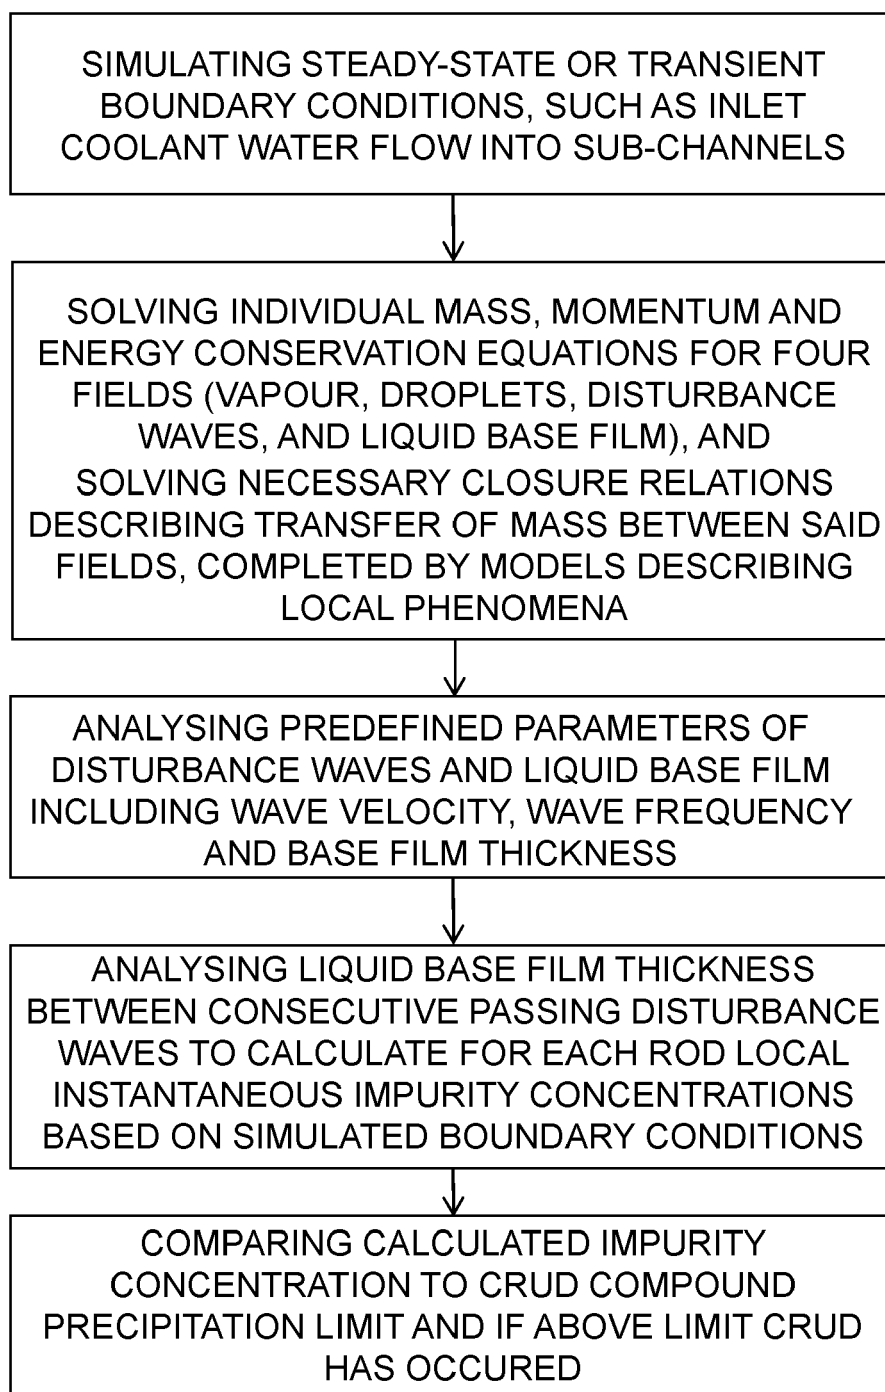 SIMULATING STEADY-STATE OR TRANSIENT
BOUNDARY CONDITIONS, SUCH AS INLET
COOLANT WATER FLOW INTO SUB-CHANNELS
SOLVING INDIVIDUAL MASS, MOMENTUM AND
ENERGY CONSERVATION EQUATIONS FOR FOUR
FIELDS (VAPOUR, DROPLETS, DISTURBANCE
WAVES, AND LIQUID BASE FILM), AND
SOLVING NECESSARY CLOSURE RELATIONS
DESCRIBING TRANSFER OF MASS BETWEEN SAID
FIELDS, COMPLETED BY MODELS DESCRIBING
LOCAL PHENOMENA
ANALYSING PREDEFINED PARAMETERS OF
DISTURBANCE WAVES AND LIQUID BASE FILM
INCLUDING WAVE VELOCITY, WAVE FREQUENCY
AND BASE FILM THICKNESS
ANALYSING LIQUID BASE FILM THICKNESS
BETWEEN CONSECUTIVE PASSING DISTURBANCE
WAVES TO CALCULATE FOR EACH ROD LOCAL
INSTANTANEOUS IMPURITY CONCENTRATIONS
BASED ON SIMULATED BOUNDARY CONDITIONS
COMPARING CALCULATED IMPURITY
CONCENTRATION TO CRUD COMPOUND
PRECIPITATION LIMIT AND IF ABOVE LIMIT CRUD
HAS OCCURED